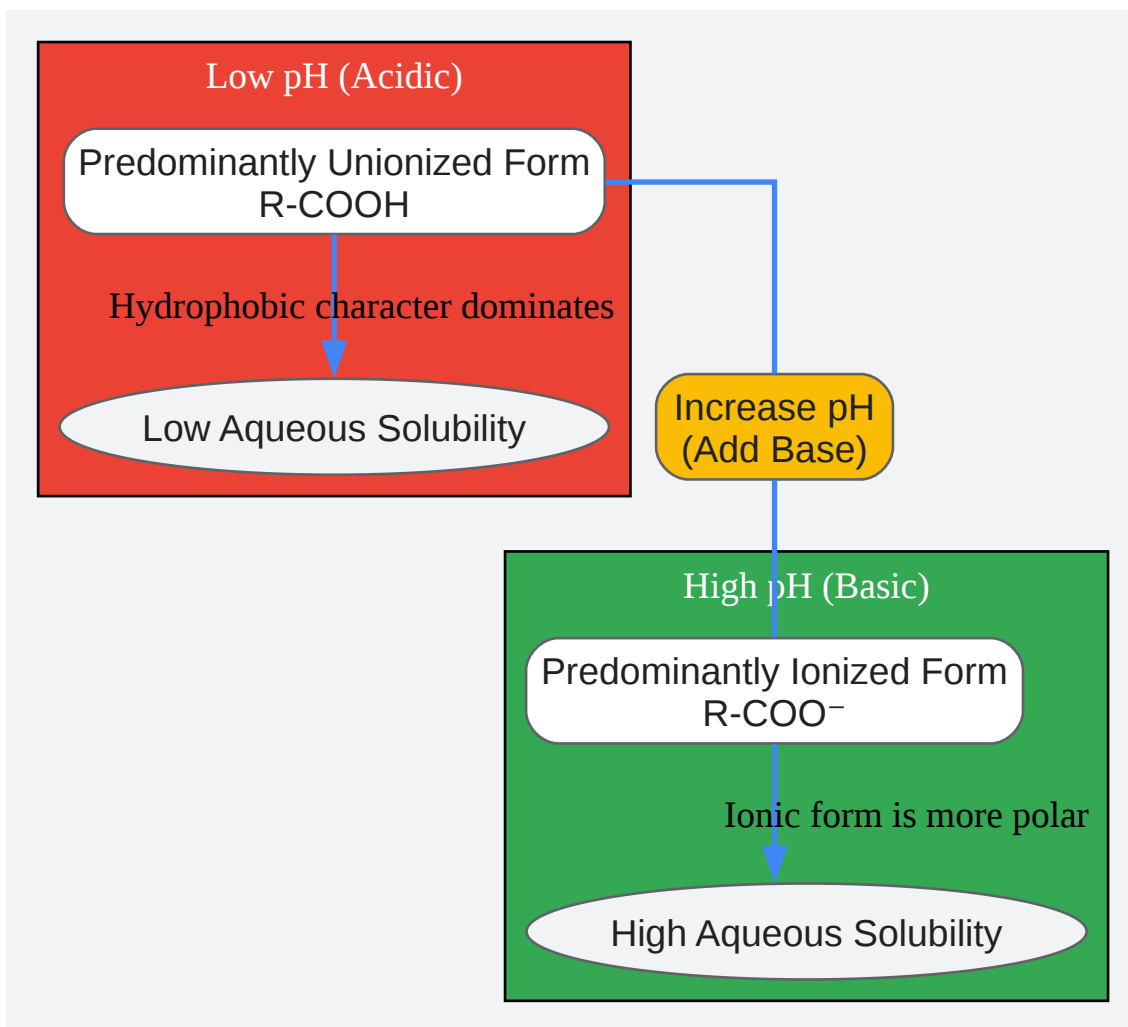 Low pH (Acidic)
Predominantly Unionized Form
R-COOH
Hydrophobic character dominates
Low Aqueous Solubility
Increase pH
(Add Base)
High pH (Basic)
Predominantly Ionized Form
R-COO⁻
Ionic form is more polar
High Aqueous Solubility